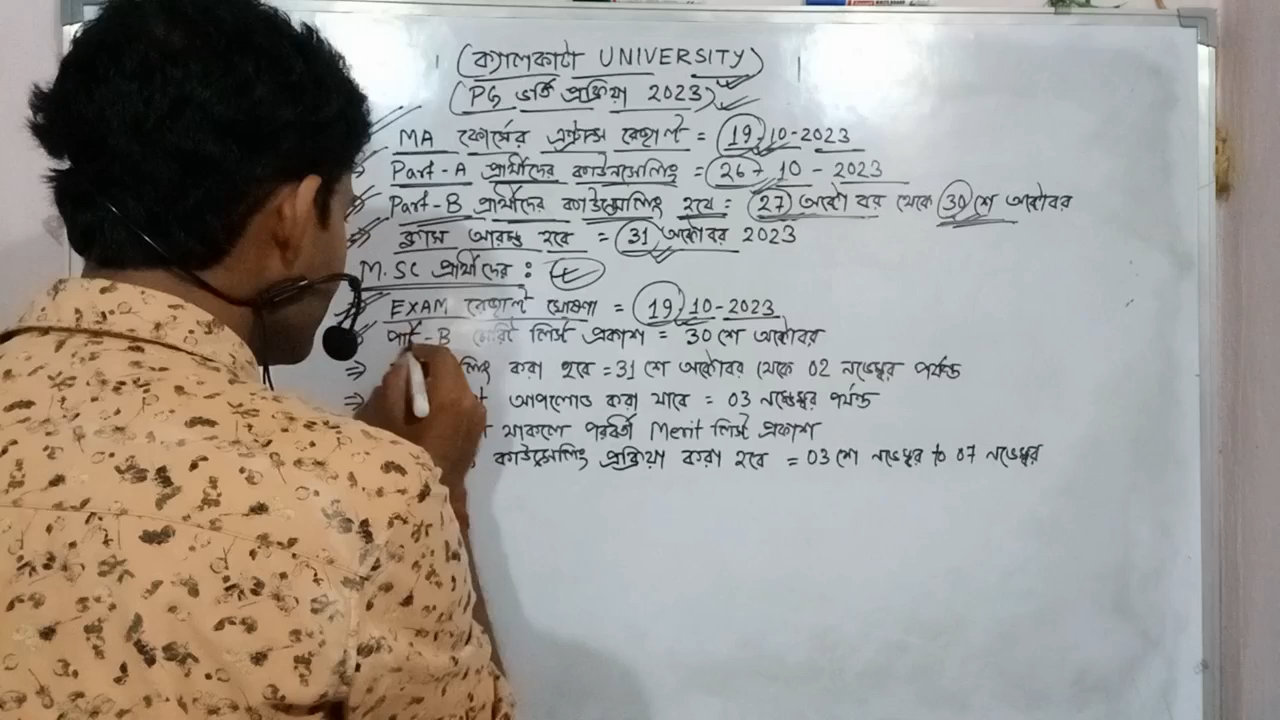 (ক্যালকাটা UNIVERSITY)
(PG ভর্তি প্রক্রিয়া 2023)
MA কোর্সের এন্ট্রান্স রেজাল্ট = 19-10-2023
Part-A প্রার্থীদের কাউনসেলিং = 26-10-2023
Part-B প্রার্থীদের কাউন্সেলিং হবে : 27 অক্টোবর থেকে 30 শে অক্টোবর
ক্লাস আরম্ভ হবে = 31 অক্টোবর 2023
M.SC প্রার্থীদের :
EXAM রেজাল্ট ঘোষণা = 19-10-2023
পার্ট-B মেরিট লিস্ট প্রকাশ = 30 শে অক্টোবর
⇒ লিং করা হবে = 31 শে অক্টোবর থেকে 02 নভেম্বর পর্যন্ত
⇒ আপলোড করা যাবে = 03 নভেম্বর পর্যন্ত
থাকলে পরবর্তী Merit লিস্ট প্রকাশ
কাউন্সেলিং প্রক্রিয়া করা হবে = 03 শে নভেম্বর to 07 নভেম্বর